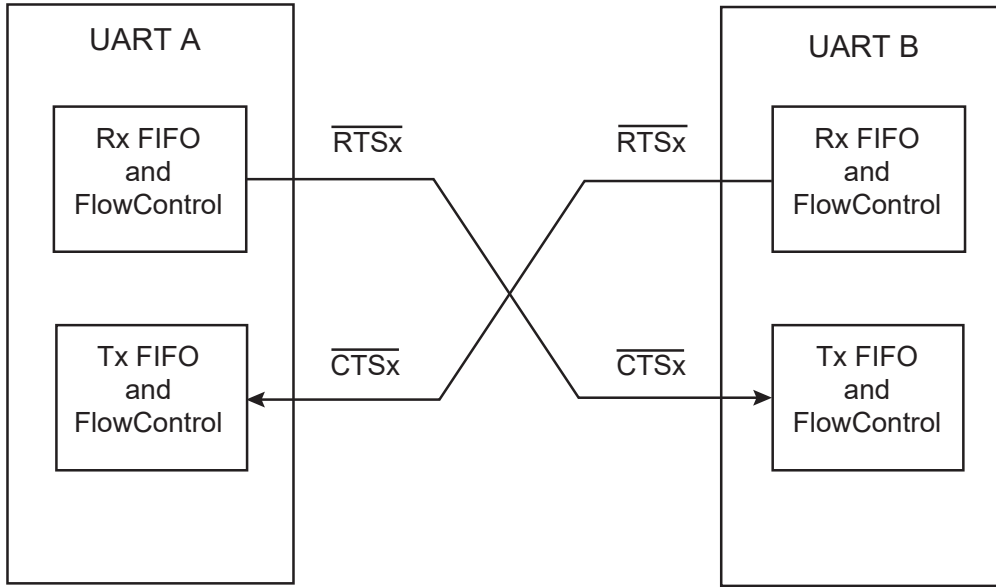 UART A
UART B
Rx FIFO
and
FlowControl
RTSx
RTSx
Rx FIFO
and
FlowControl
Tx FIFO
and
FlowControl
CTSx
CTSx
Tx FIFO
and
FlowControl